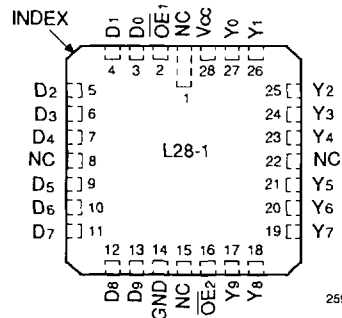 INDEX
D1 D0 OE1 NC VCC Y0 Y1
4 3 2 28 27 26
1
D2 5 25 Y2
D3 6 24 Y3
D4 7 23 Y4
NC 8 L28-1 22 NC
D5 9 21 Y5
D6 10 20 Y6
D7 11 19 Y7
12 13 14 15 16 17 18
D8 D9 GND NC OE2 Y9 Y8
259